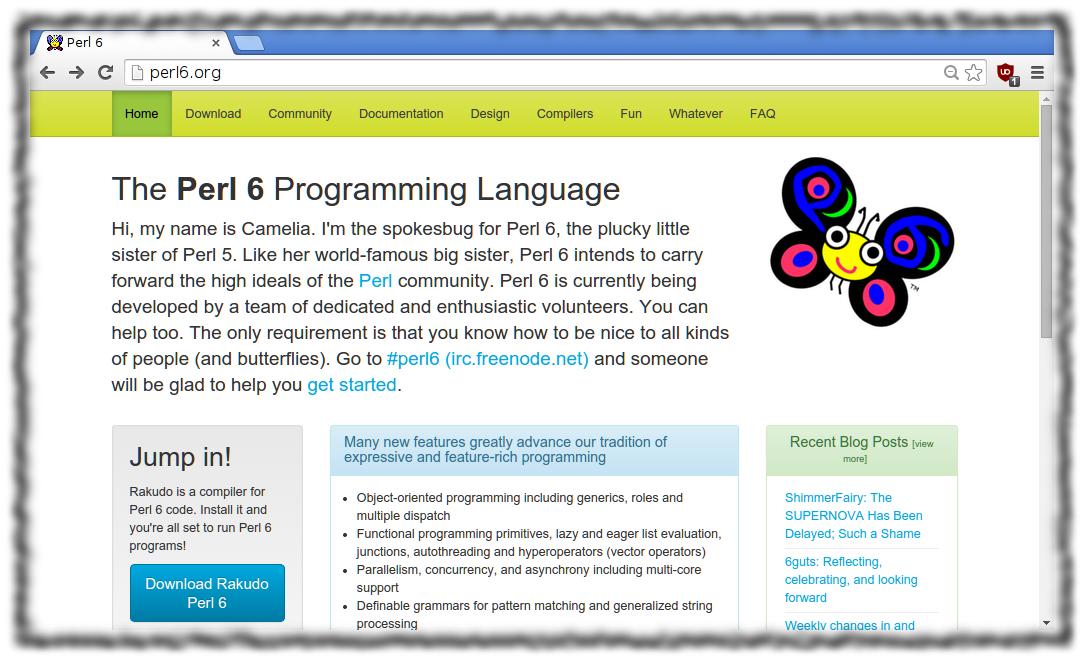 Perl 6
perl6.org
Home Download Community Documentation Design Compilers Fun Whatever FAQ
The Perl 6 Programming Language
Hi, my name is Camelia. I'm the spokesbug for Perl 6, the plucky little
sister of Perl 5. Like her world-famous big sister, Perl 6 intends to carry
forward the high ideals of the Perl community. Perl 6 is currently being
developed by a team of dedicated and enthusiastic volunteers. You can
help too. The only requirement is that you know how to be nice to all kinds
of people (and butterflies). Go to #perl6 (irc.freenode.net) and someone
will be glad to help you get started.
TM
Jump in!
Rakudo is a compiler for
Perl 6 code. Install it and
you're all set to run Perl 6
programs!
Download Rakudo
Perl 6
Many new features greatly advance our tradition of
expressive and feature-rich programming
Object-oriented programming including generics, roles and
multiple dispatch
Functional programming primitives, lazy and eager list evaluation,
junctions, autothreading and hyperoperators (vector operators)
Parallelism, concurrency, and asynchrony including multi-core
support
Definable grammars for pattern matching and generalized string
processing
Recent Blog Posts [view
more]
ShimmerFairy: The
SUPERNOVA Has Been
Delayed; Such a Shame
6guts: Reflecting,
celebrating, and looking
forward
Weekly changes in and